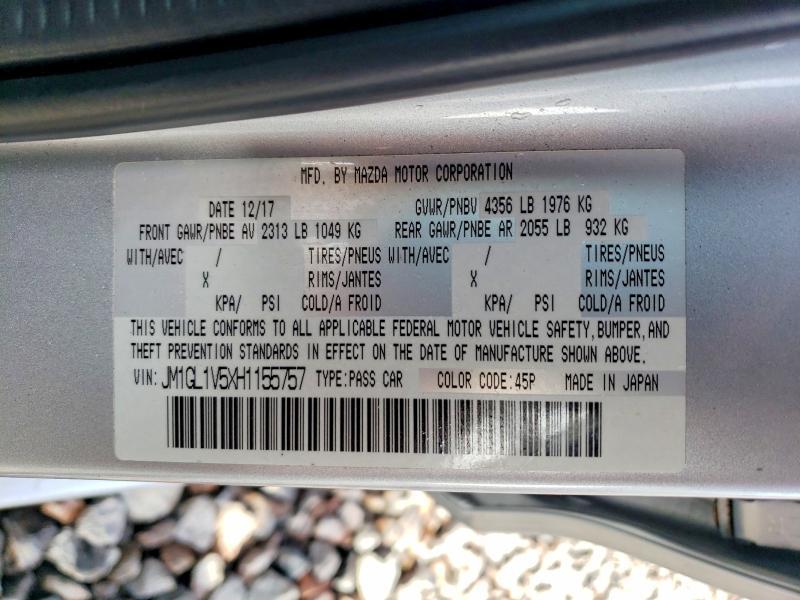 MFD. BY MAZDA MOTOR CORPORATION
DATE 12/17 GVWR/PNBV 4356 LB 1976 KG
FRONT GAWR/PNBE AV 2313 LB 1049 KG REAR GAWR/PNBE AR 2055 LB 932 KG
WITH/AVEC / TIRES/PNEUS WITH/AVEC / TIRES/PNEUS
X RIMS/JANTES X RIMS/JANTES
KPA/ PSI COLD/A FROID KPA/ PSI COLD/A FROID
THIS VEHICLE CONFORMS TO ALL APPLICABLE FEDERAL MOTOR VEHICLE SAFETY,BUMPER,AND
THEFT PREVENTION STANDARDS IN EFFECT ON THE DATE OF MANUFACTURE SHOWN ABOVE.
VIN: JM1GL1V5XH1155757 TYPE:PASS CAR COLOR CODE:45P MADE IN JAPAN